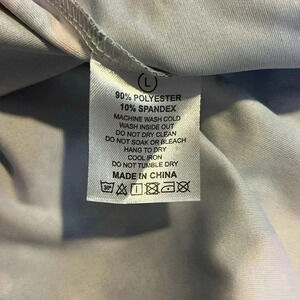 L
90% POLYESTER
10% SPANDEX
MACHINE WASH COLD
WASH INSIDE OUT
DO NOT DRY CLEAN
DO NOT SOAK OR BLEACH
HANG TO DRY
COOL IRON
DO NOT TUMBLE DRY
MADE IN CHINA